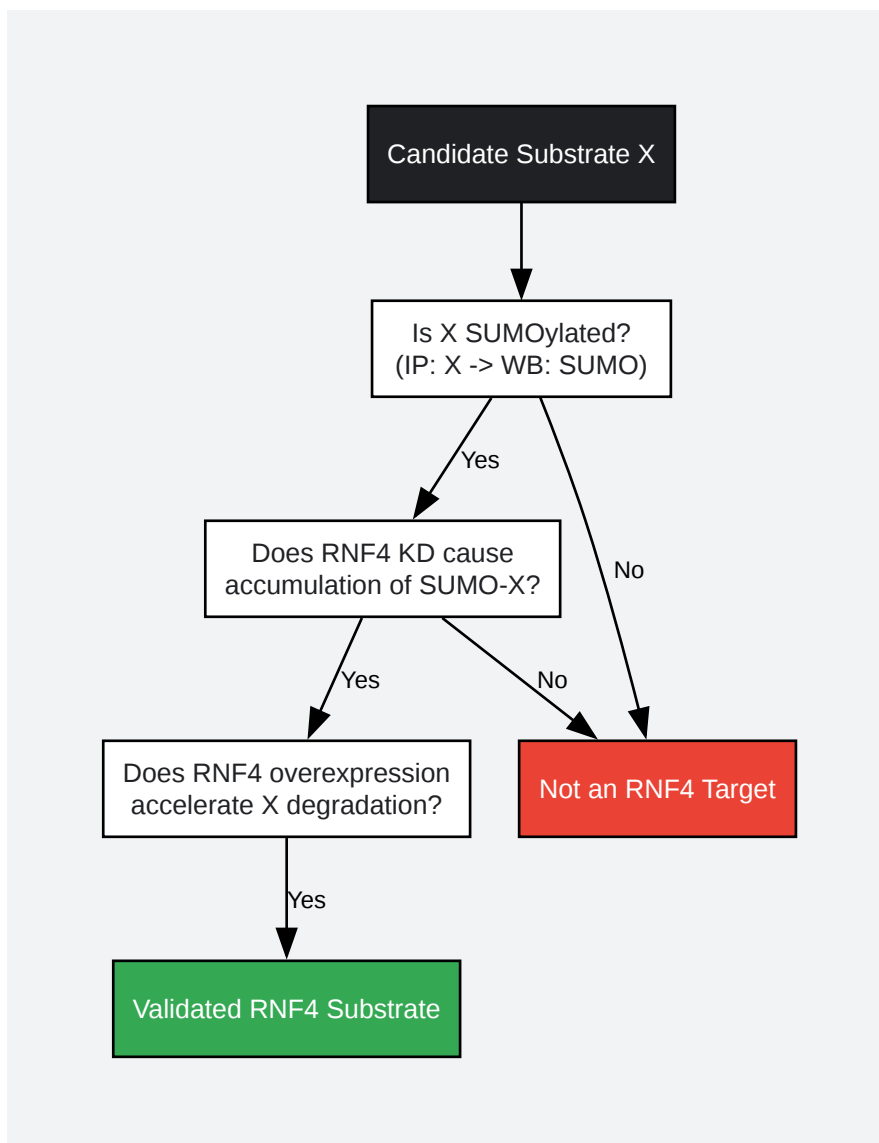 Candidate Substrate X
Is X SUMOylated?
(IP: X -> WB: SUMO)
Yes
No
Does RNF4 KD cause
accumulation of SUMO-X?
Yes
No
Does RNF4 overexpression
accelerate X degradation?
Not an RNF4 Target
Yes
Validated RNF4 Substrate